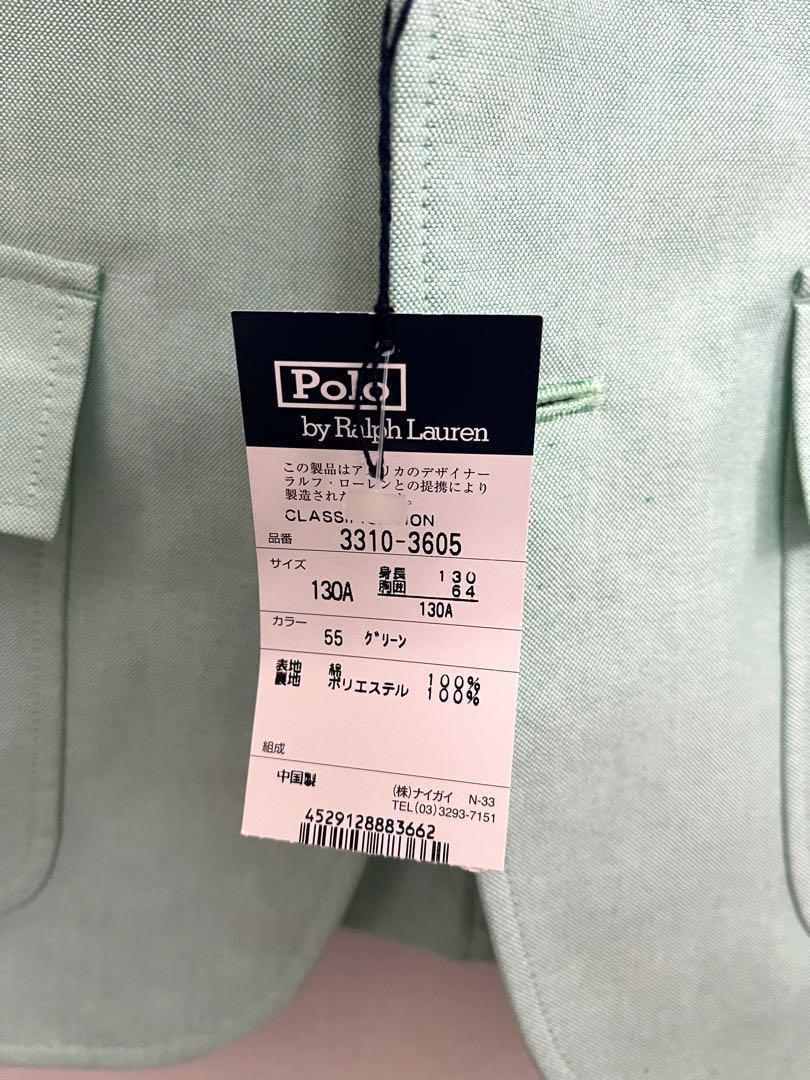 Polo
by Ralph Lauren
この製品はアメリカのデザイナー
ラルフ・ローレンとの提携により
製造された
。
品番 3310-3605
サイズ 130A
身長 130
胸囲 64
130A
カラー
55 グリーン
表地 綿 100%
裏地 ポリエステル 100%
組成
中国製
(株)ナイガイ N-33
TEL(03)3293-7151
4529128883662